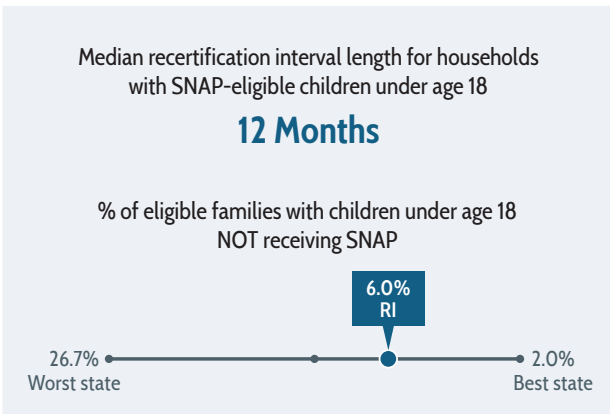 Median recertification interval length for households
with SNAP-eligible children under age 18
12 Months
% of eligible families with children under age 18
NOT receiving SNAP
6.0%
RI
26.7%
Worst state
2.0%
Best state